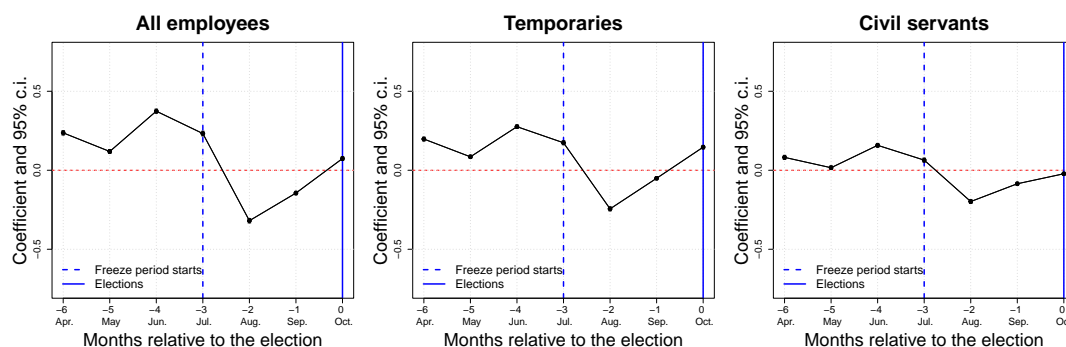 All employees
Coefficient and 95% c.i.
0.5
0.0
−0.5
Freeze period starts
Elections
−6 −5 −4 −3 −2 −1 0
Apr. May Jun. Jul. Aug. Sep. Oct.
Months relative to the election
Temporaries
Coefficient and 95% c.i.
0.5
0.0
−0.5
Freeze period starts
Elections
−6 −5 −4 −3 −2 −1 0
Apr. May Jun. Jul. Aug. Sep. Oct.
Months relative to the election
Civil servants
Coefficient and 95% c.i.
0.5
0.0
−0.5
Freeze period starts
Elections
−6 −5 −4 −3 −2 −1 0
Apr. May Jun. Jul. Aug. Sep. Oct.
Months relative to the election